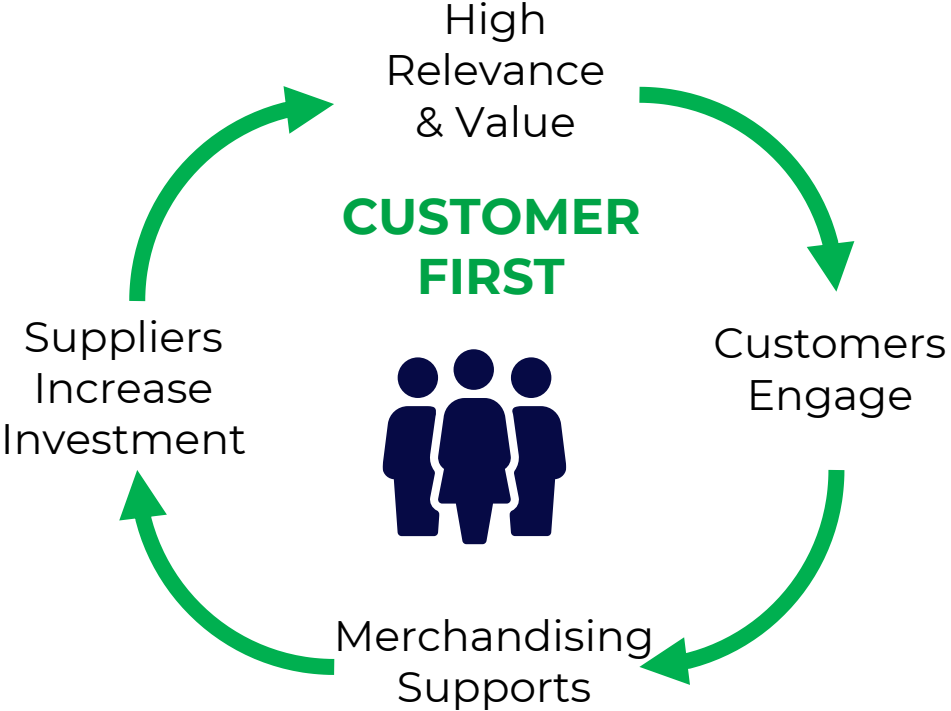 High
Relevance
& Value
CUSTOMER
FIRST
Suppliers
Increase
Investment
Customers
Engage
Merchandising
Supports